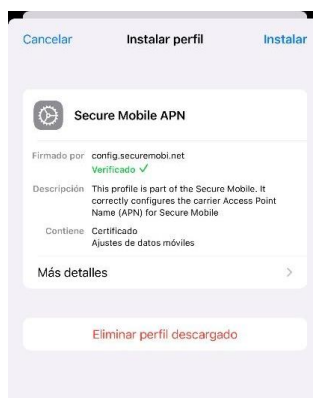 Cancelar Instalar perfil Instalar
Secure Mobile APN
Firmado por config.securemobi.net
Verificado ✓
Descripción This profile is part of the Secure Mobile. It
correctly configures the carrier Access Point
Name (APN) for Secure Mobile
Contiene Certificado
Ajustes de datos móviles
Más detalles
Eliminar perfil descargado